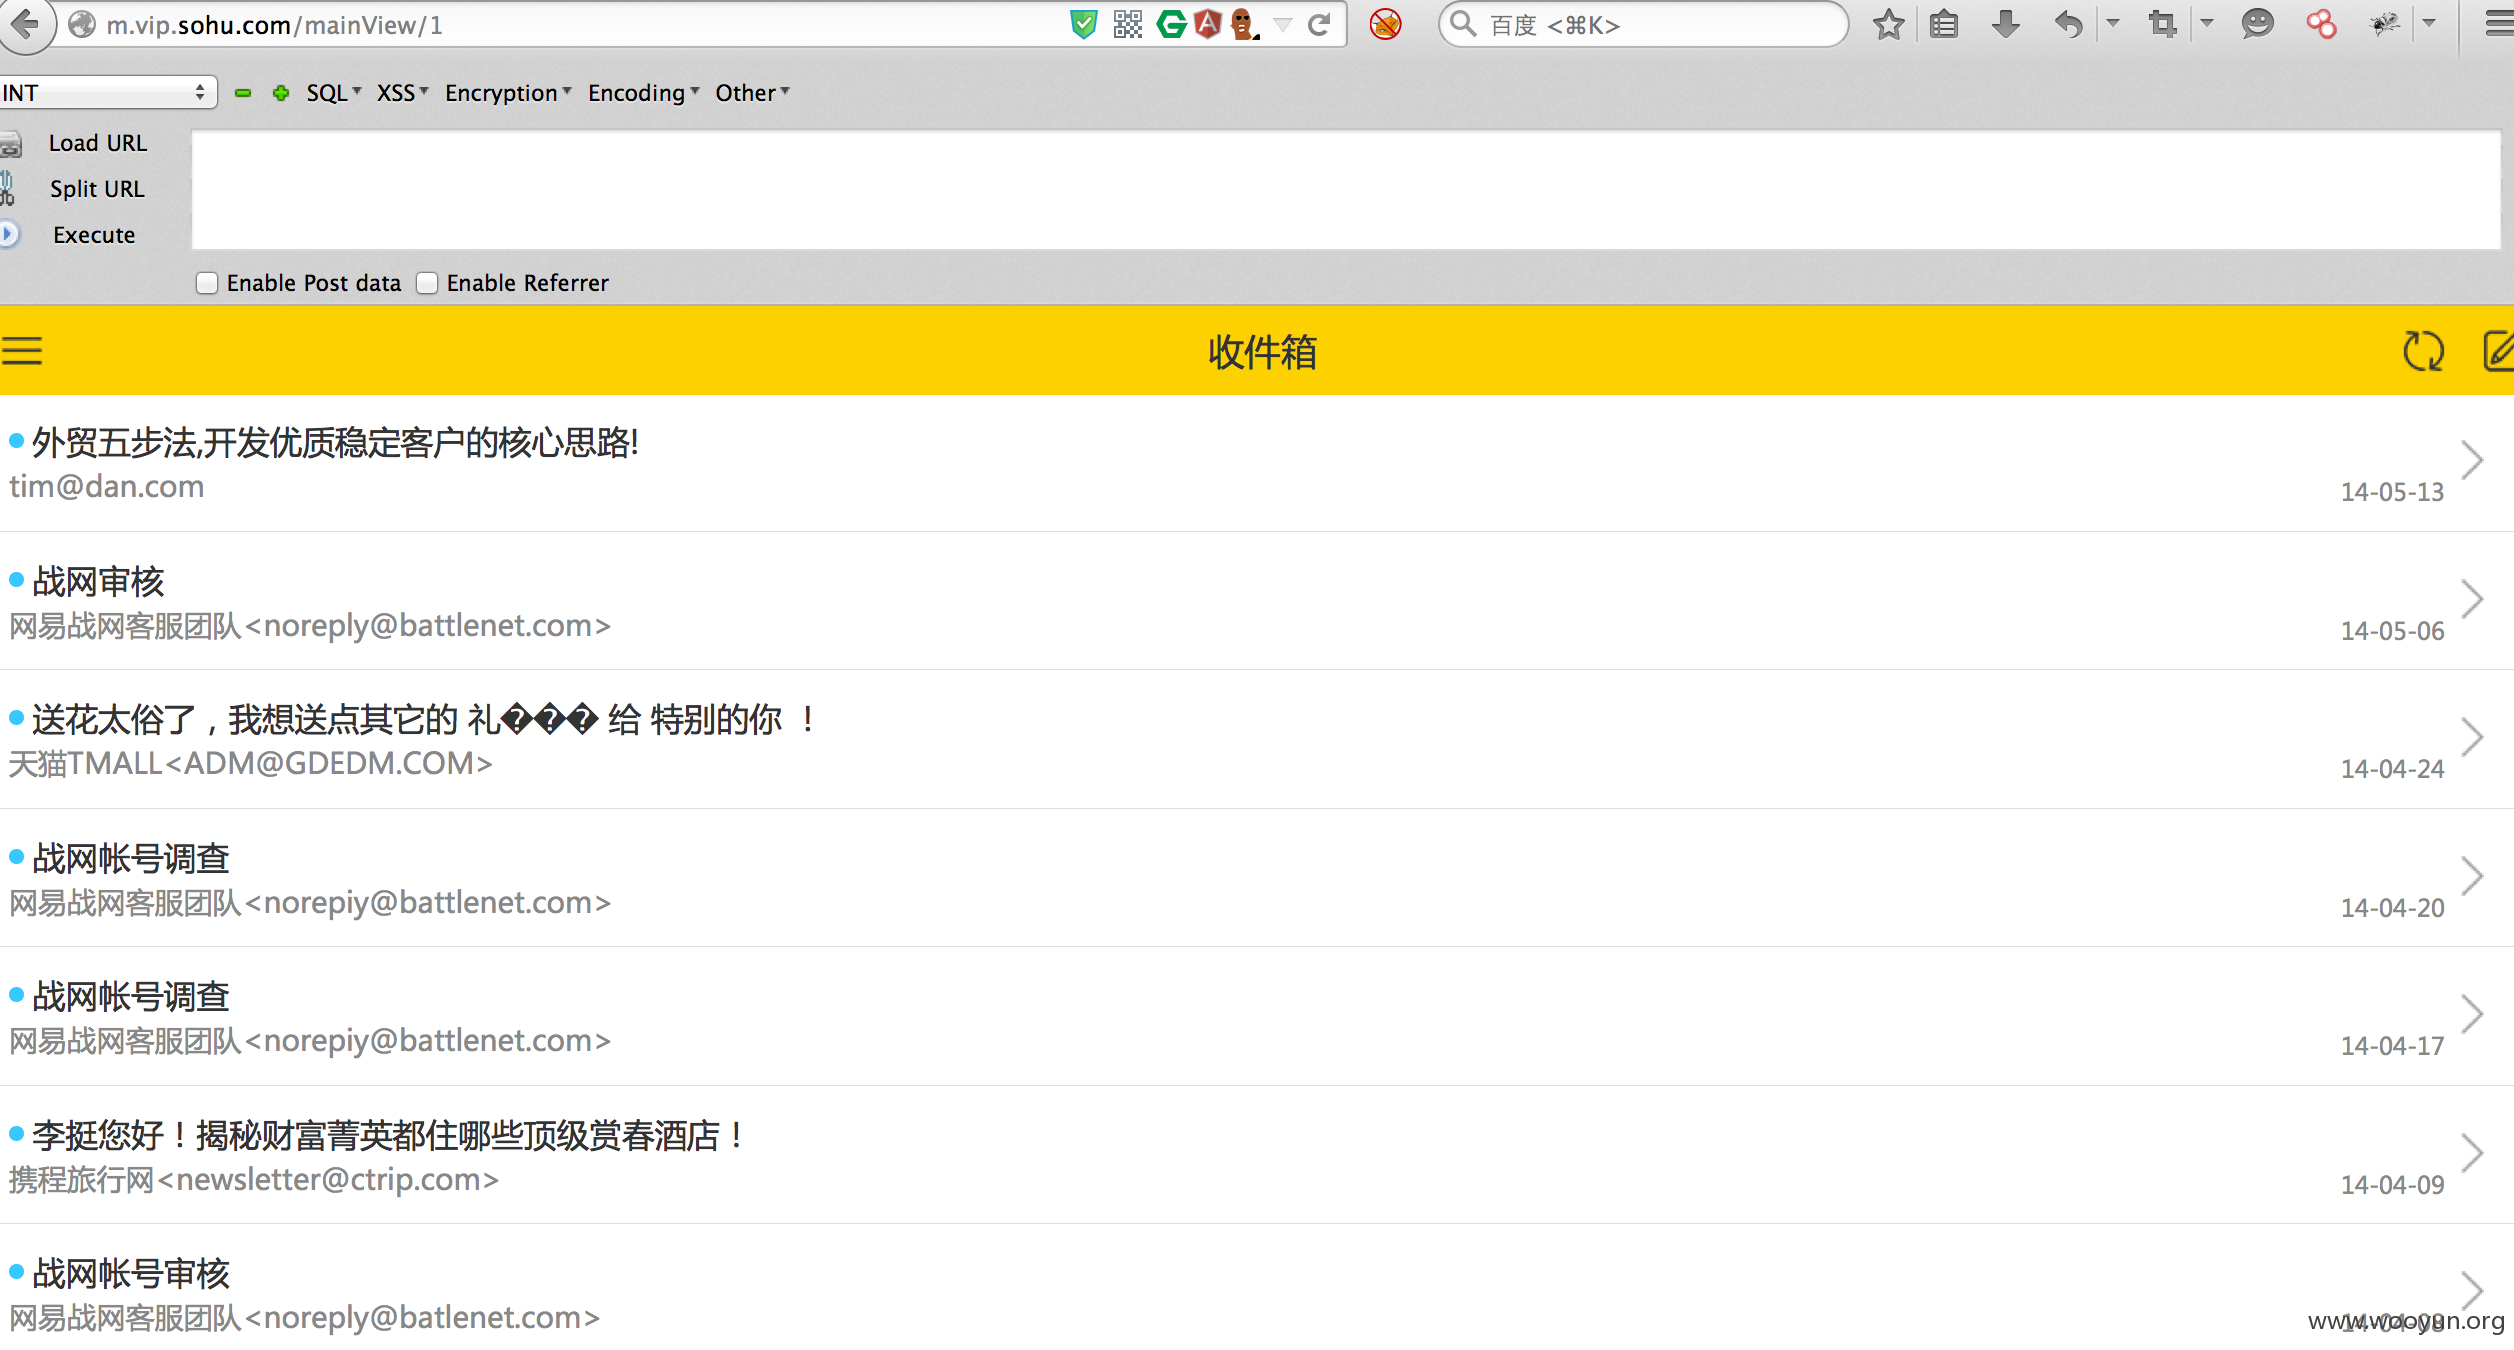 m.vip.sohu.com/mainView/1
百度 <⌘K>
INT SQL XSS Encryption Encoding Other
Load URL
Split URL
Execute
Enable Post data Enable Referrer
收件箱
外贸五步法,开发优质稳定客户的核心思路!
tim@dan.com
14-05-13
战网审核
网易战网客服团队<noreply@battlenet.com>
14-05-06
送花太俗了，我想送点其它的 礼��� 给 特别的你 ！
天猫TMALL<ADM@GDEDM.COM>
14-04-24
战网帐号调查
网易战网客服团队<norepiy@battlenet.com>
14-04-20
战网帐号调查
网易战网客服团队<norepiy@battlenet.com>
14-04-17
李挺您好！揭秘财富菁英都住哪些顶级赏春酒店！
携程旅行网<newsletter@ctrip.com>
14-04-09
战网帐号审核
网易战网客服团队<noreply@batlenet.com>
14-04-08
www.wooyun.org